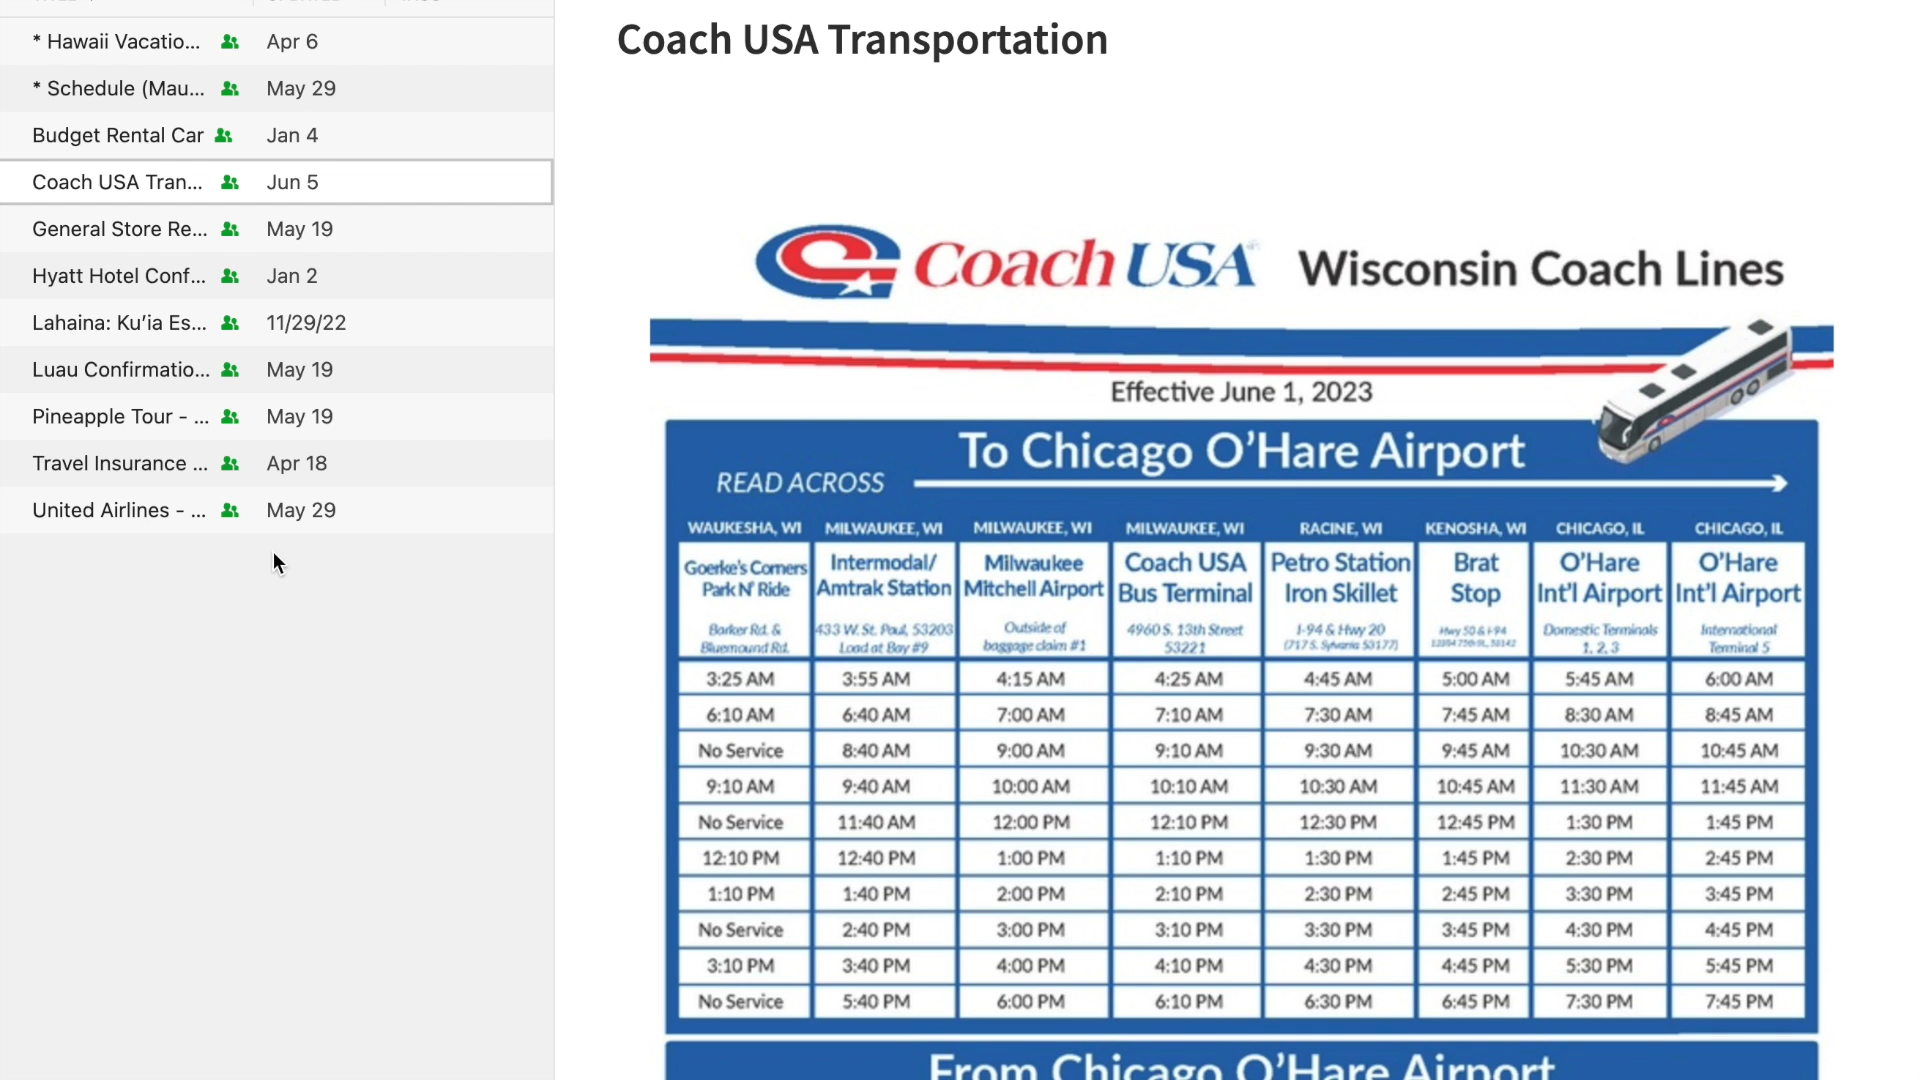 * Hawaii Vacatio... Apr 6
* Schedule (Mau... May 29
Budget Rental Car Jan 4
Coach USA Tran... Jun 5
General Store Re... May 19
Hyatt Hotel Conf... Jan 2
Lahaina: Ku‘ia Es... 11/29/22
Luau Confirmatio... May 19
Pineapple Tour - ... May 19
Travel Insurance ... Apr 18
United Airlines - ... May 29
Coach USA Transportation
Coach USA Wisconsin Coach Lines
Effective June 1, 2023
To Chicago O’Hare Airport
READ ACROSS
WAUKESHA, WI MILWAUKEE, WI MILWAUKEE, WI MILWAUKEE, WI RACINE, WI KENOSHA, WI CHICAGO, IL CHICAGO, IL
Goerke's Corners Intermodal/ Milwaukee Coach USA Petro Station Brat O’Hare O’Hare
Park N' Ride Amtrak Station Mitchell Airport Bus Terminal Iron Skillet Stop Int’l Airport Int’l Airport
Barker Rd. & 433 W. St. Paul, 53203 Outside of 4960 S. 13th Street I-94 & Hwy 20 Hwy 50 & I-94 Domestic Terminals International
Bluemound Rd. Load at Bay #9 baggage claim #1 53221 (717 S. Sylvania 53177) 1, 2, 3 Terminal 5
3:25 AM 3:55 AM 4:15 AM 4:25 AM 4:45 AM 5:00 AM 5:45 AM 6:00 AM
6:10 AM 6:40 AM 7:00 AM 7:10 AM 7:30 AM 7:45 AM 8:30 AM 8:45 AM
No Service 8:40 AM 9:00 AM 9:10 AM 9:30 AM 9:45 AM 10:30 AM 10:45 AM
9:10 AM 9:40 AM 10:00 AM 10:10 AM 10:30 AM 10:45 AM 11:30 AM 11:45 AM
No Service 11:40 AM 12:00 PM 12:10 PM 12:30 PM 12:45 PM 1:30 PM 1:45 PM
12:10 PM 12:40 PM 1:00 PM 1:10 PM 1:30 PM 1:45 PM 2:30 PM 2:45 PM
1:10 PM 1:40 PM 2:00 PM 2:10 PM 2:30 PM 2:45 PM 3:30 PM 3:45 PM
No Service 2:40 PM 3:00 PM 3:10 PM 3:30 PM 3:45 PM 4:30 PM 4:45 PM
3:10 PM 3:40 PM 4:00 PM 4:10 PM 4:30 PM 4:45 PM 5:30 PM 5:45 PM
No Service 5:40 PM 6:00 PM 6:10 PM 6:30 PM 6:45 PM 7:30 PM 7:45 PM
From Chicago O’Hare Airport